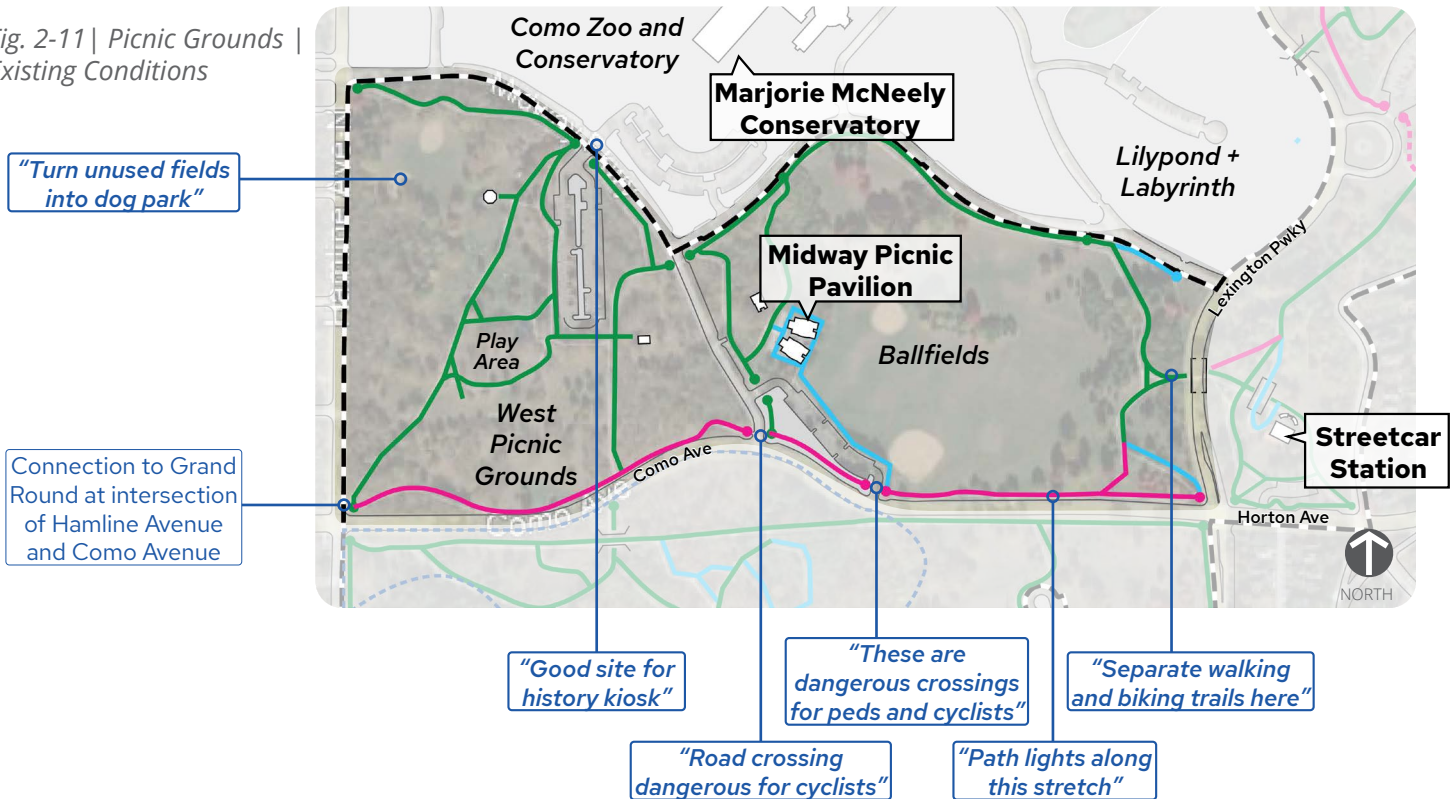 ig. 2-11| Picnic Grounds |
xisting Conditions
Como Zoo and
Conservatory
Marjorie McNeely
Conservatory
Lilypond +
Labyrinth
"Turn unused fields
into dog park"
Lexington Pwky
Midway Picnic
Pavilion
Play
Area
Ballfields
West
Picnic
Grounds
Como Ave
Streetcar
Station
Connection to Grand
Round at intersection
of Hamline Avenue
and Como Avenue
Como Ave
Horton Ave
NORTH
"Good site for
history kiosk"
"These are
dangerous crossings
for peds and cyclists"
"Separate walking
and biking trails here"
"Road crossing
dangerous for cyclists"
"Path lights along
this stretch"